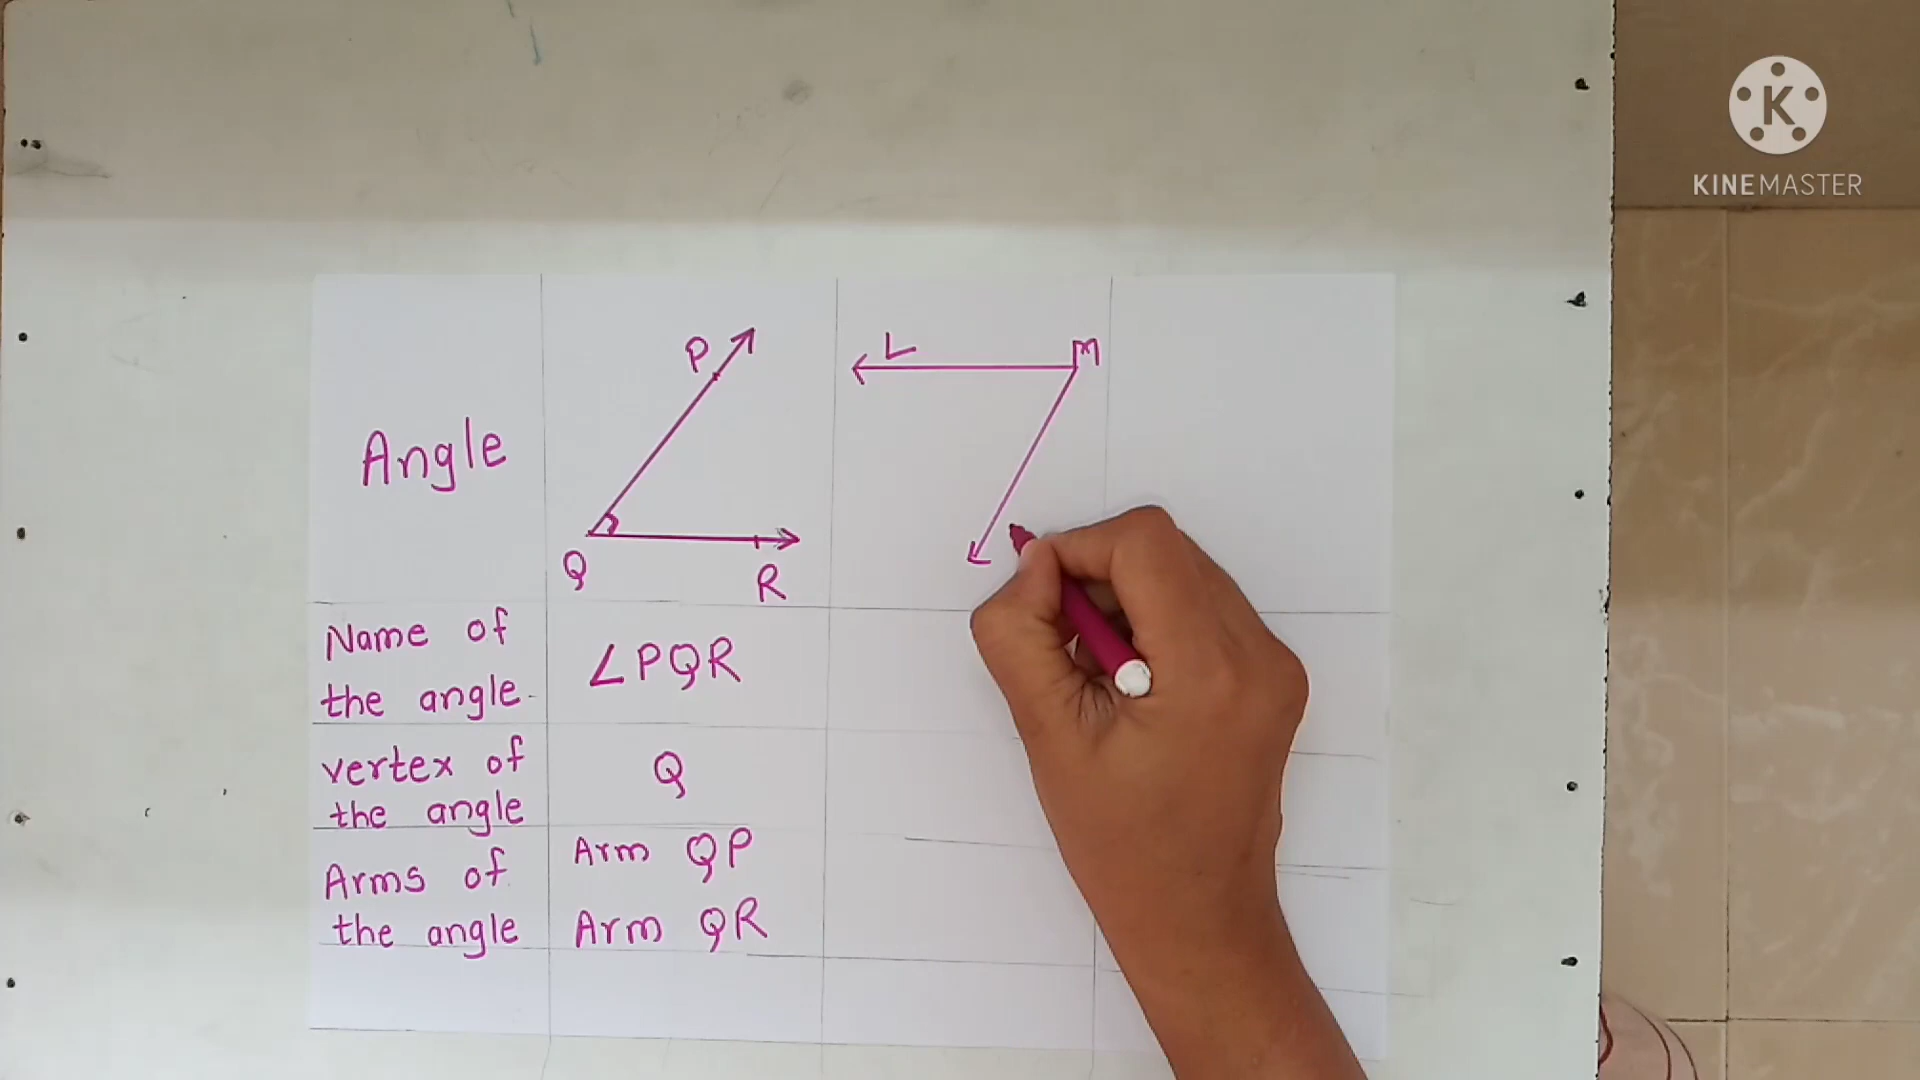 K
KINEMASTER
P
L
M
Angle
Q
R
Name of
the angle
∠PQR
vertex of
the angle
Q
Arms of
the angle
Arm QP
Arm QR